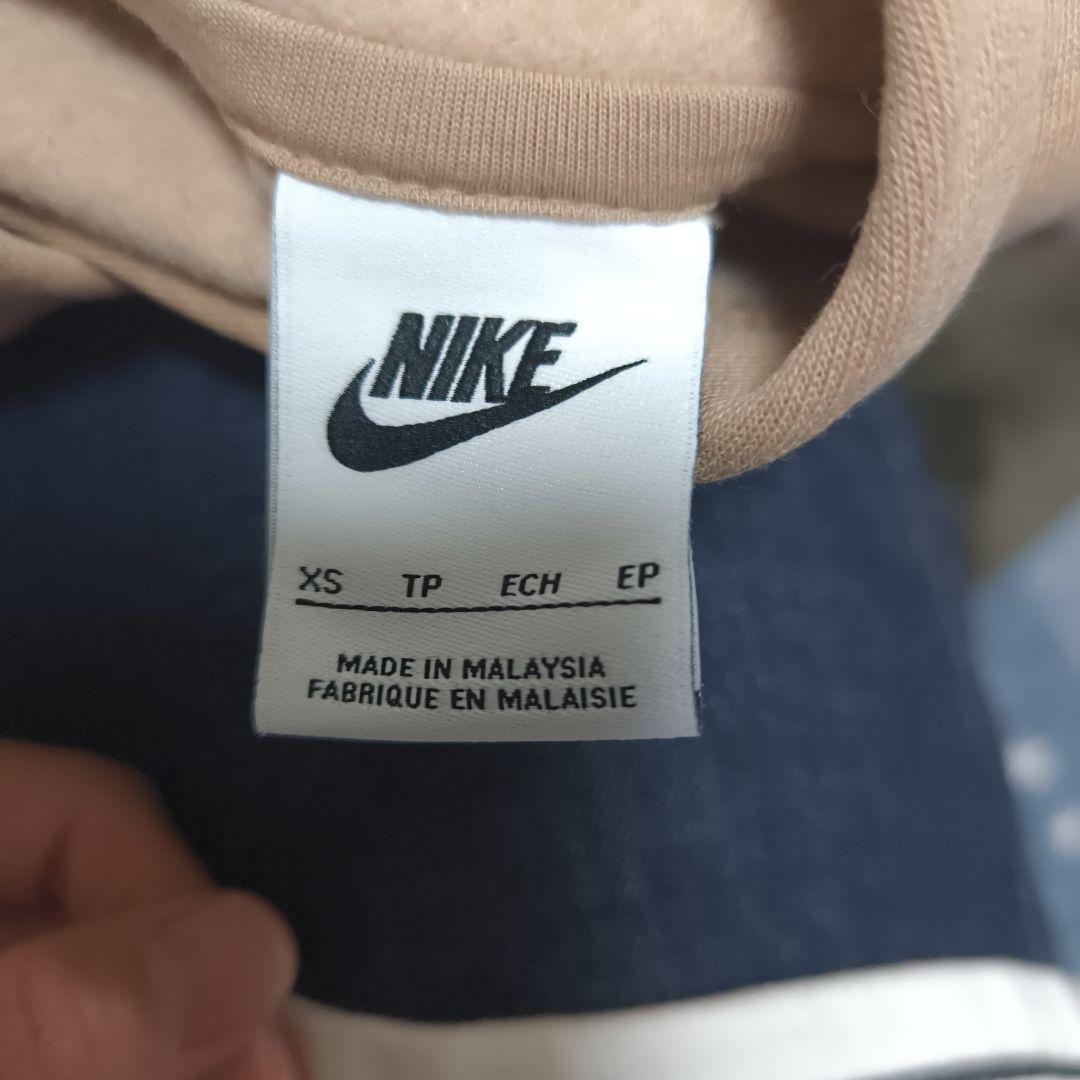 NIKE
XS TP ECH EP
MADE IN MALAYSIA
FABRIQUE EN MALAISIE